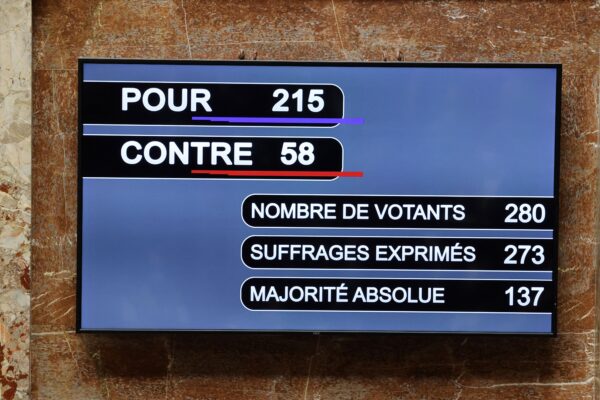 POUR 215
CONTRE 58
NOMBRE DE VOTANTS 280
SUFFRAGES EXPRIMÉS 273
MAJORITÉ ABSOLUE 137